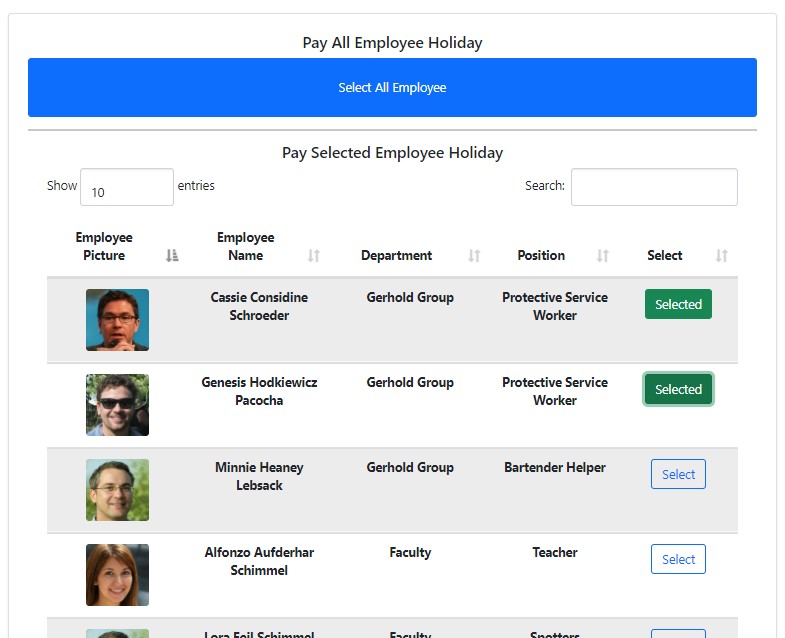 Pay All Employee Holiday
Select All Employee
Pay Selected Employee Holiday
Show 10 entries Search:
Employee Picture Employee Name Department Position Select
Cassie Considine Schroeder Gerhold Group Protective Service Worker Selected
Genesis Hodkiewicz Pacocha Gerhold Group Protective Service Worker Selected
Minnie Heaney Lebsack Gerhold Group Bartender Helper Select
Alfonzo Aufderhar Schimmel Faculty Teacher Select
Lora Feil Schimmel Faculty Spotters